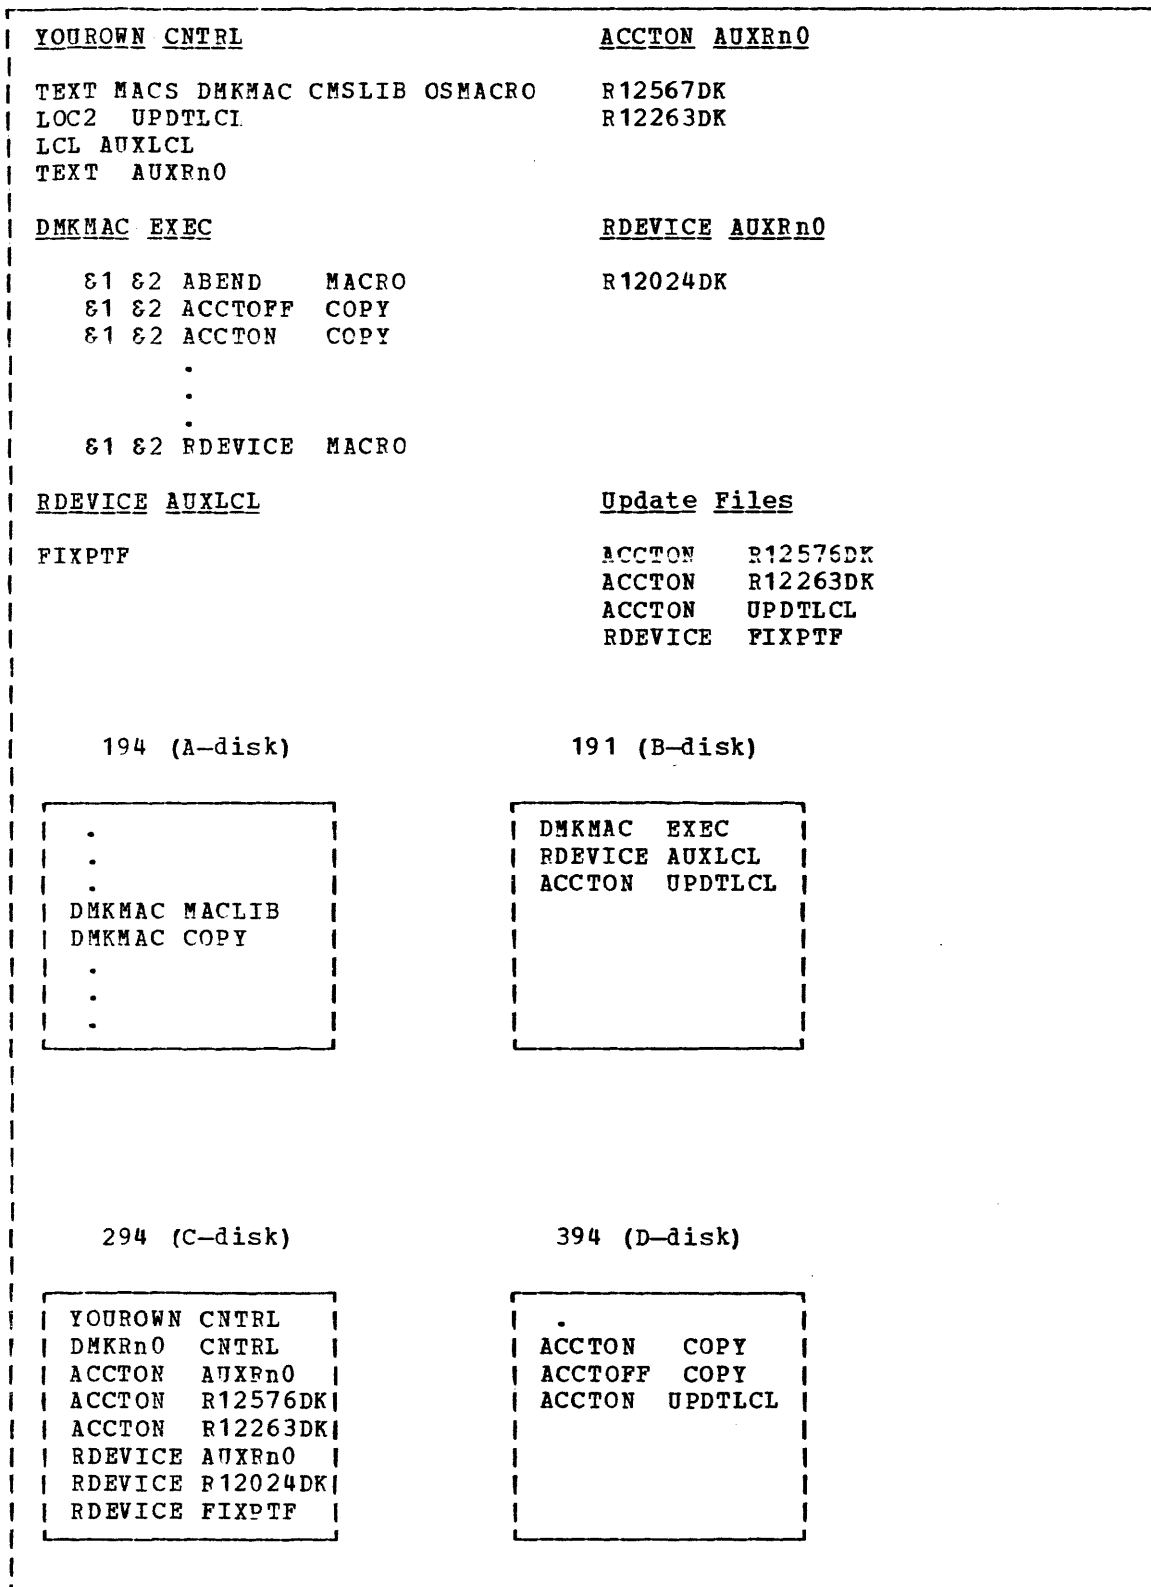 YOUROWN CNTRL ACCTON AUXRn0
TEXT MACS DMKMAC CMSLIB OSMACRO R12567DK
LOC2 UPDTLCL R12263DK
LCL AUXLCL
TEXT AUXRn0
DMKMAC EXEC RDEVICE AUXRn0
&1 &2 ABEND MACRO R12024DK
&1 &2 ACCTOFF COPY
&1 &2 ACCTON COPY
.
.
.
&1 &2 RDEVICE MACRO
RDEVICE AUXLCL Update Files
FIXPTF ACCTON R12576DK
ACCTON R12263DK
ACCTON UPDTLCL
RDEVICE FIXPTF
194 (A-disk) 191 (B-disk)
. DMKMAC EXEC
. RDEVICE AUXLCL
. ACCTON UPDTLCL
DMKMAC MACLIB
DMKMAC COPY
.
.
.
294 (C-disk) 394 (D-disk)
YOUROWN CNTRL .
DMKRn0 CNTRL ACCTON COPY
ACCTON AUXRn0 ACCTOFF COPY
ACCTON R12576DK ACCTON UPDTLCL
ACCTON R12263DK
RDEVICE AUXRn0
RDEVICE R12024DK
RDEVICE FIXPTF